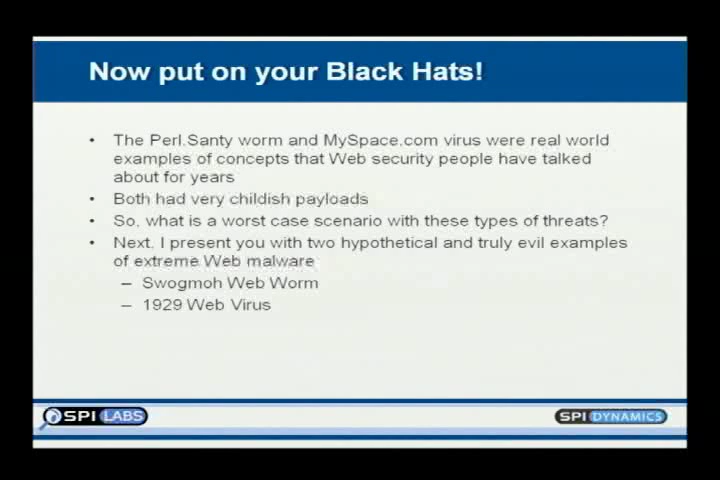 Now put on your Black Hats!
• The Perl.Santy worm and MySpace.com virus were real world
examples of concepts that Web security people have talked
about for years
• Both had very childish payloads
• So, what is a worst case scenario with these types of threats?
• Next, I present you with two hypothetical and truly evil examples
of extreme Web malware
– Swogmoh Web Worm
– 1929 Web Virus
SPI LABS
SPI DYNAMICS